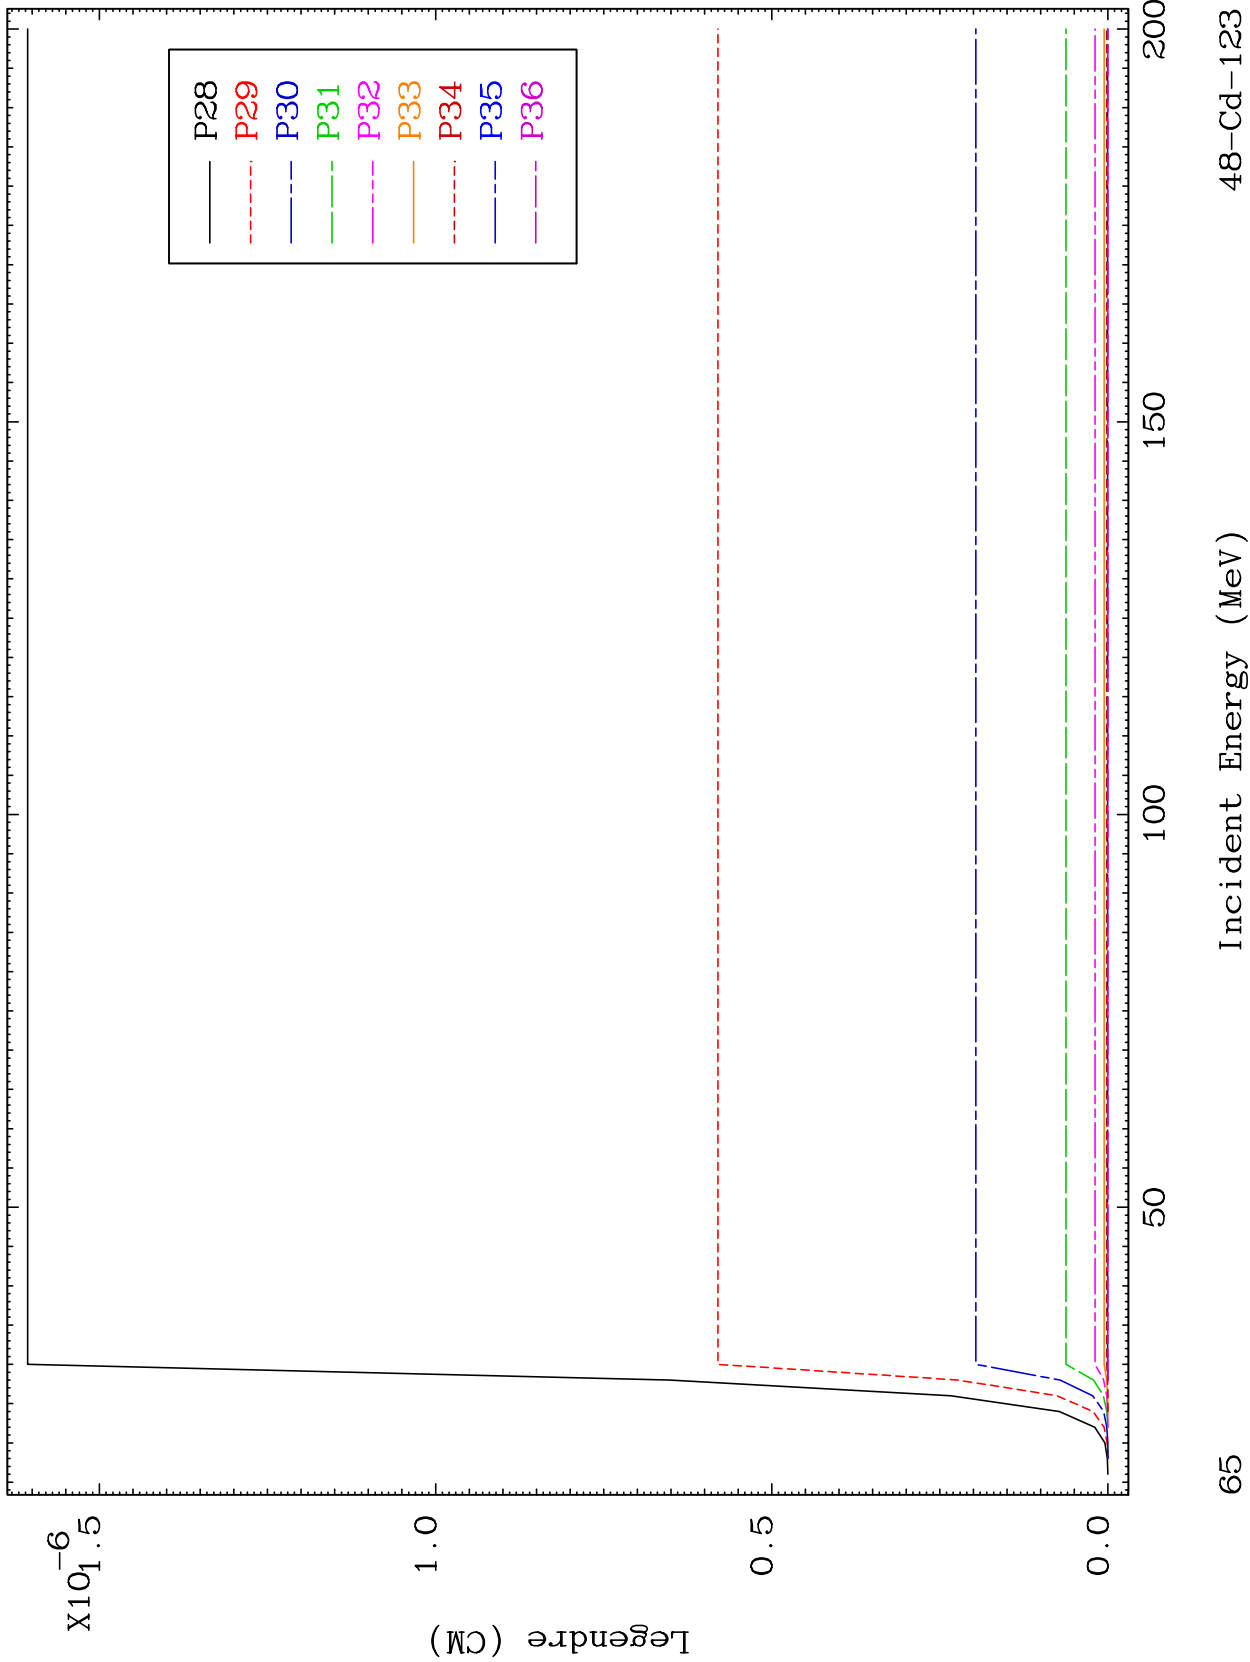 X10-6
1.5
1.0
0.5
0.0
Legendre (CM)
P28
P29
P30
P31
P32
P33
P34
P35
P36
50
100
150
200
Incident Energy (MeV)
65
48-Cd-123